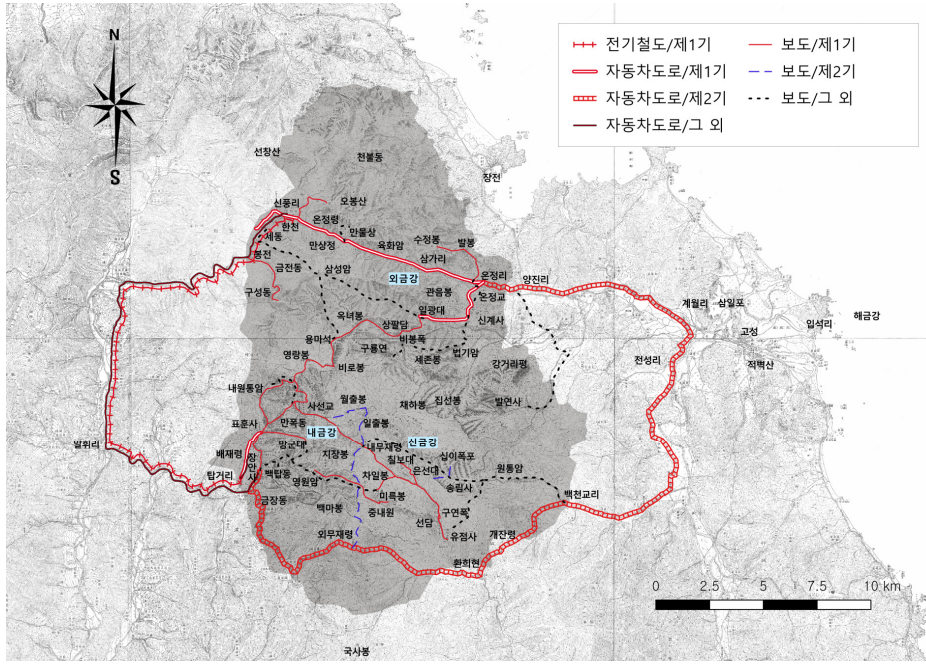 N
S
전기철도/제1기
보도/제1기
자동차도로/제1기
보도/제2기
자동차도로/제2기
보도/그 외
자동차도로/그 외
선창산
천불동
장전
신풍리
오봉산
한천
온정령
만물상
세동
만상정
육화암
수정봉
발봉
봉전
삼가리
금전동
삼성암
외금강
온정리
양진리
구성동
관음봉
온정교
계월리
삼일포
해금강
옥녀봉
일광대
상팔담
신계사
고성
입석리
용마석
비봉폭
구룡연
세존봉
법기암
영랑봉
비로봉
강거리평
전성리
적벽산
내원통암
월출봉
채하봉
집선봉
발연사
사선교
표훈사
만폭동
일출봉
발휘리
내금강
신금강
망군대
내무재령
배재령
장안사
지장봉
칠보대
십이폭포
탑거리
백탑동
영원암
차일봉
은선대
원통암
송림사
금장동
백마봉
미륵봉
중내원
구연폭
백천교리
외무재령
선담
유점사
개잔령
환희현
0 2.5 5 7.5 10 km
국사봉